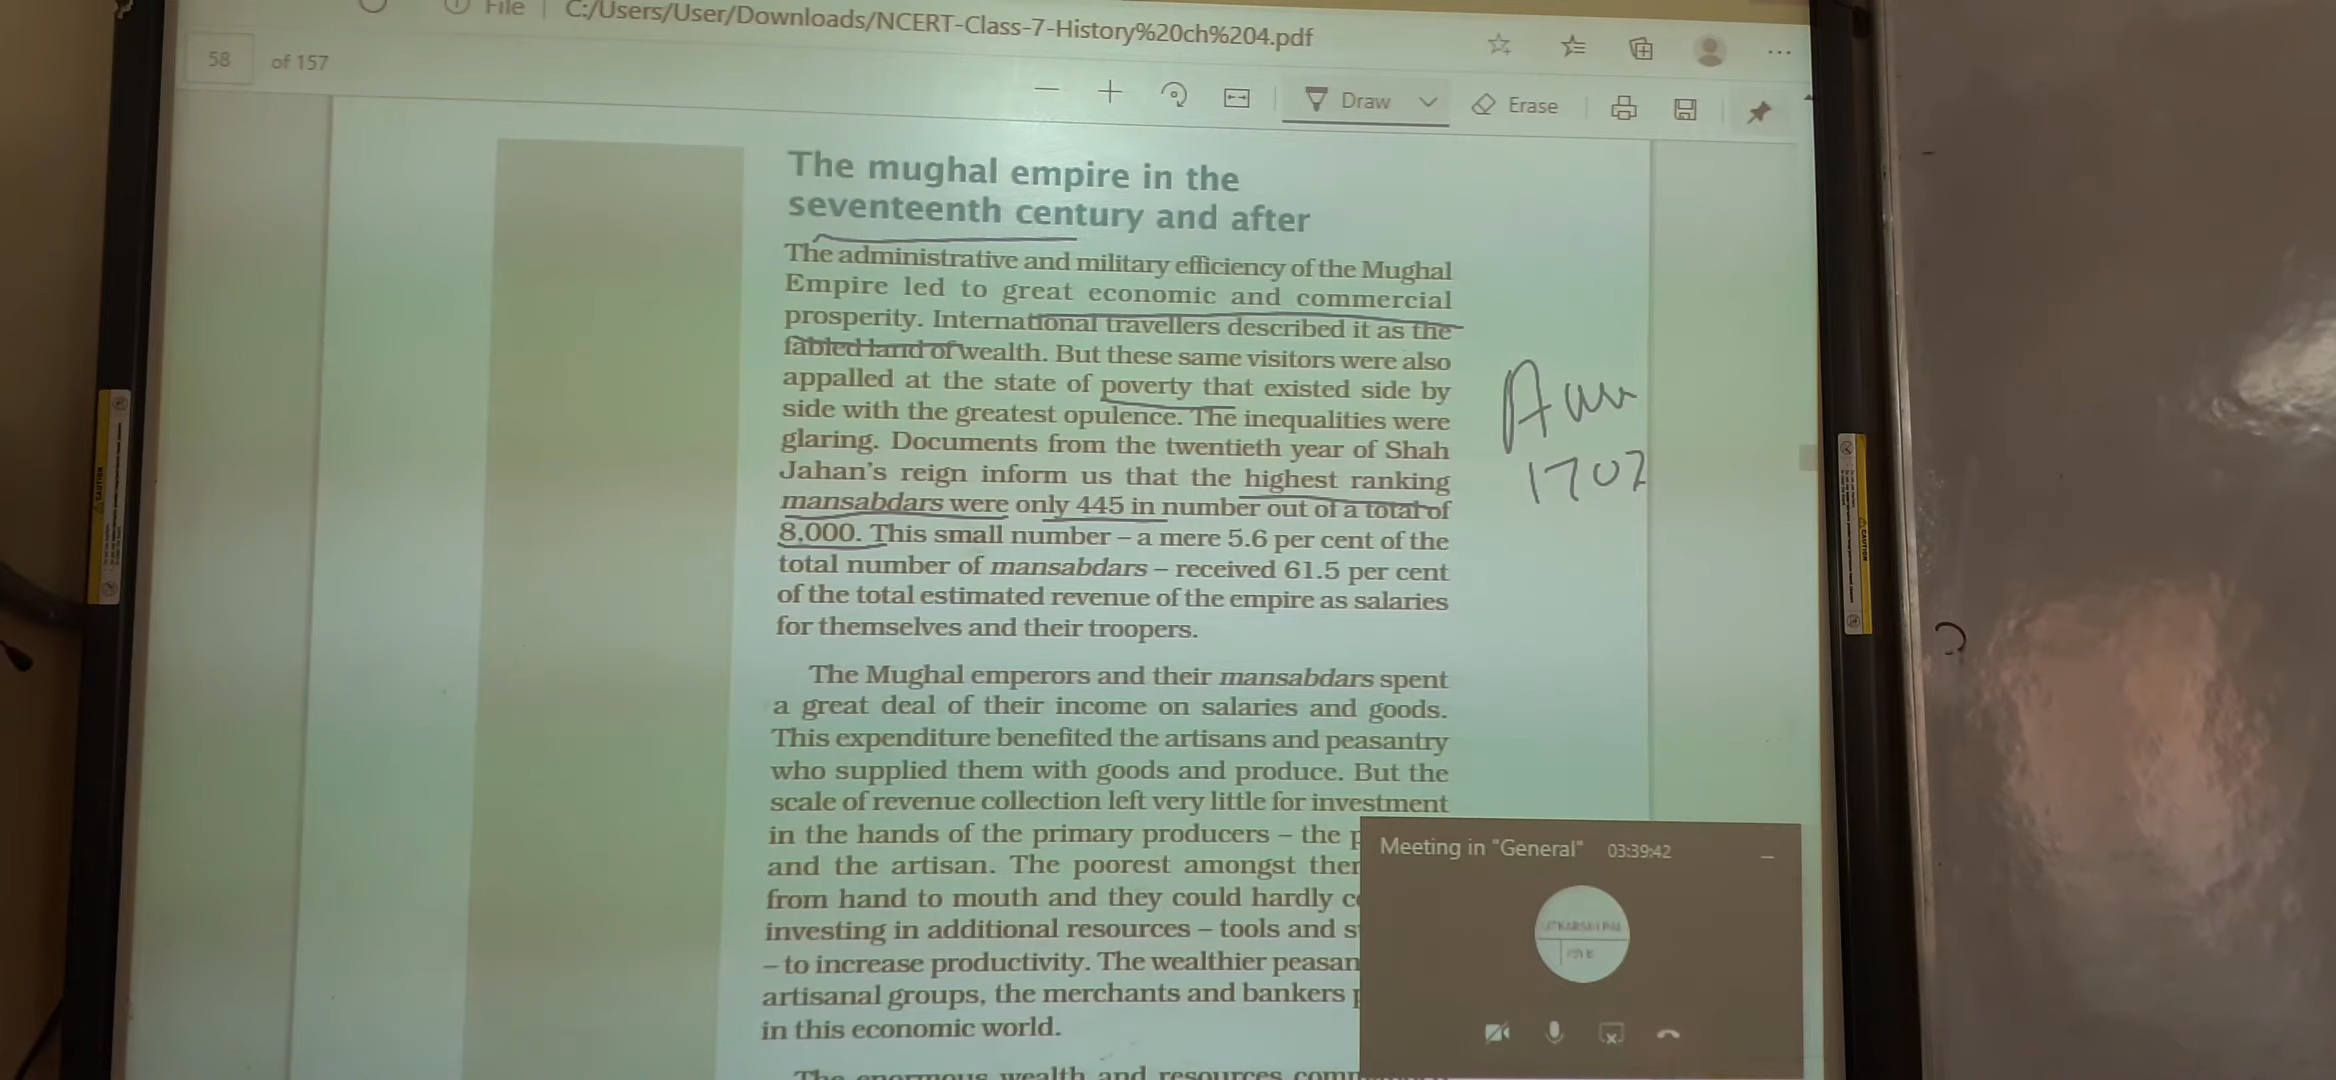 File | C:/Users/User/Downloads/NCERT-Class-7-History%20ch%204.pdf
58 of 157
Draw
Erase
The mughal empire in the
seventeenth century and after
The administrative and military efficiency of the Mughal
Empire led to great economic and commercial
prosperity. International travellers described it as the
fabled land of wealth. But these same visitors were also
appalled at the state of poverty that existed side by
side with the greatest opulence. The inequalities were
glaring. Documents from the twentieth year of Shah
Jahan's reign inform us that the highest ranking
mansabdars were only 445 in number out of a total of
8,000. This small number – a mere 5.6 per cent of the
total number of mansabdars – received 61.5 per cent
of the total estimated revenue of the empire as salaries
for themselves and their troopers.
The Mughal emperors and their mansabdars spent
a great deal of their income on salaries and goods.
This expenditure benefited the artisans and peasantry
who supplied them with goods and produce. But the
scale of revenue collection left very little for investment
in the hands of the primary producers – the p
and the artisan. The poorest amongst ther
from hand to mouth and they could hardly c
investing in additional resources – tools and s
– to increase productivity. The wealthier peasan
artisanal groups, the merchants and bankers p
in this economic world.
The enormous wealth and resources comm
1707
Meeting in "General" 03:39:42
CAUTION
CAUTION